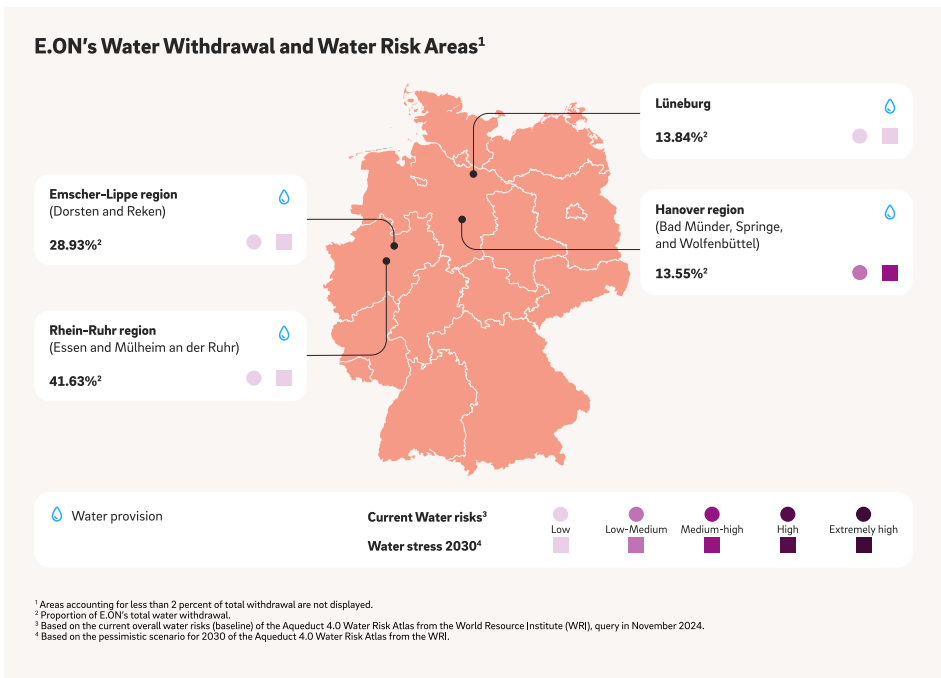 E.ON's Water Withdrawal and Water Risk Areas¹
Lüneburg
13.84%²
Emscher-Lippe region
(Dorsten and Reken)
28.93%²
Hanover region
(Bad Münder, Springe,
and Wolfenbüttel)
13.55%²
Rhein-Ruhr region
(Essen and Mülheim an der Ruhr)
41.63%²
Water provision
Current Water risks³
Low
Low-Medium
Medium-high
High
Extremely high
Water stress 2030⁴
¹ Areas accounting for less than 2 percent of total withdrawal are not displayed.
² Proportion of E.ON's total water withdrawal.
³ Based on the current overall water risks (baseline) of the Aqueduct 4.0 Water Risk Atlas from the World Resource Institute (WRI), query in November 2024.
⁴ Based on the pessimistic scenario for 2030 of the Aqueduct 4.0 Water Risk Atlas from the WRI.